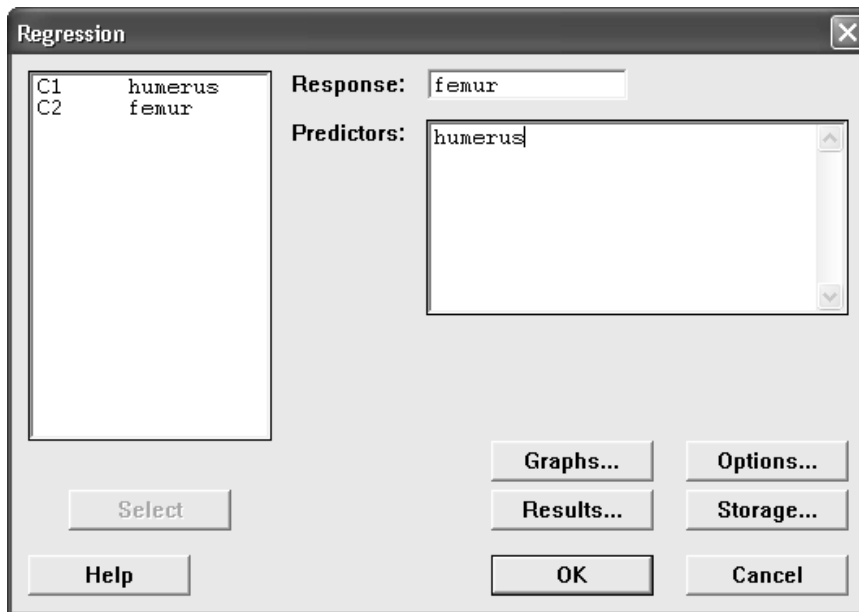 Regression
C1 humerus
C2 femur
Response: femur
Predictors: humerus
Graphs... Options...
Select Results... Storage...
Help OK Cancel